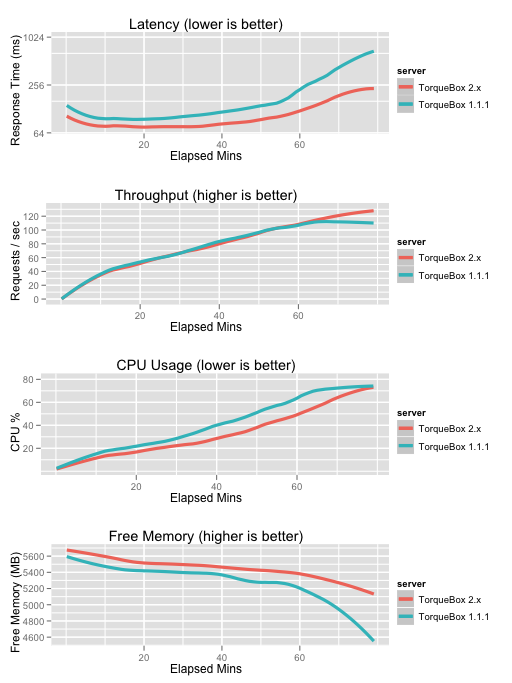 Latency (lower is better)
Response Time (ms)
1024
256
64
20
60
Elapsed Mins
server
TorqueBox 2.x
TorqueBox 1.1.1
Throughput (higher is better)
Requests / sec
120
100
80
60
40
20
0
20
40
60
Elapsed Mins
server
TorqueBox 2.x
TorqueBox 1.1.1
CPU Usage (lower is better)
CPU %
80
60
40
20
20
40
60
Elapsed Mins
server
TorqueBox 2.x
TorqueBox 1.1.1
Free Memory (higher is better)
Free Memory (MB)
5600
5400
5200
5000
4800
4600
20
40
60
Elapsed Mins
server
TorqueBox 2.x
TorqueBox 1.1.1